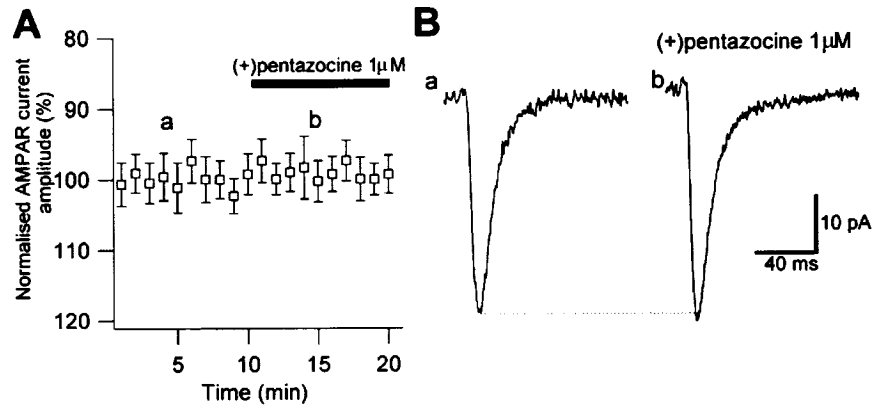 A
B
Normalised AMPAR current
amplitude (%)
80
90
100
110
120
(+)pentazocine 1μM
a
b
5
10
15
20
Time (min)
(+)pentazocine 1μM
a
b
10 pA
40 ms